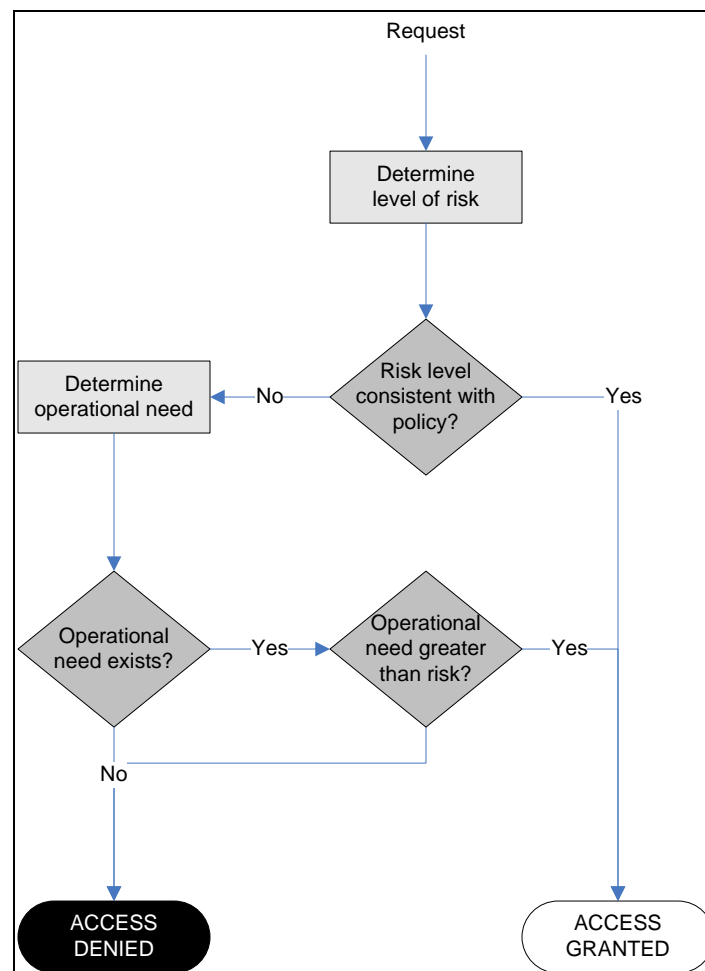 Request
Determine
level of risk
Risk level
consistent with
policy?
No
Yes
Determine
operational need
Operational
need exists?
Yes
Operational
need greater
than risk?
Yes
No
ACCESS
DENIED
ACCESS
GRANTED